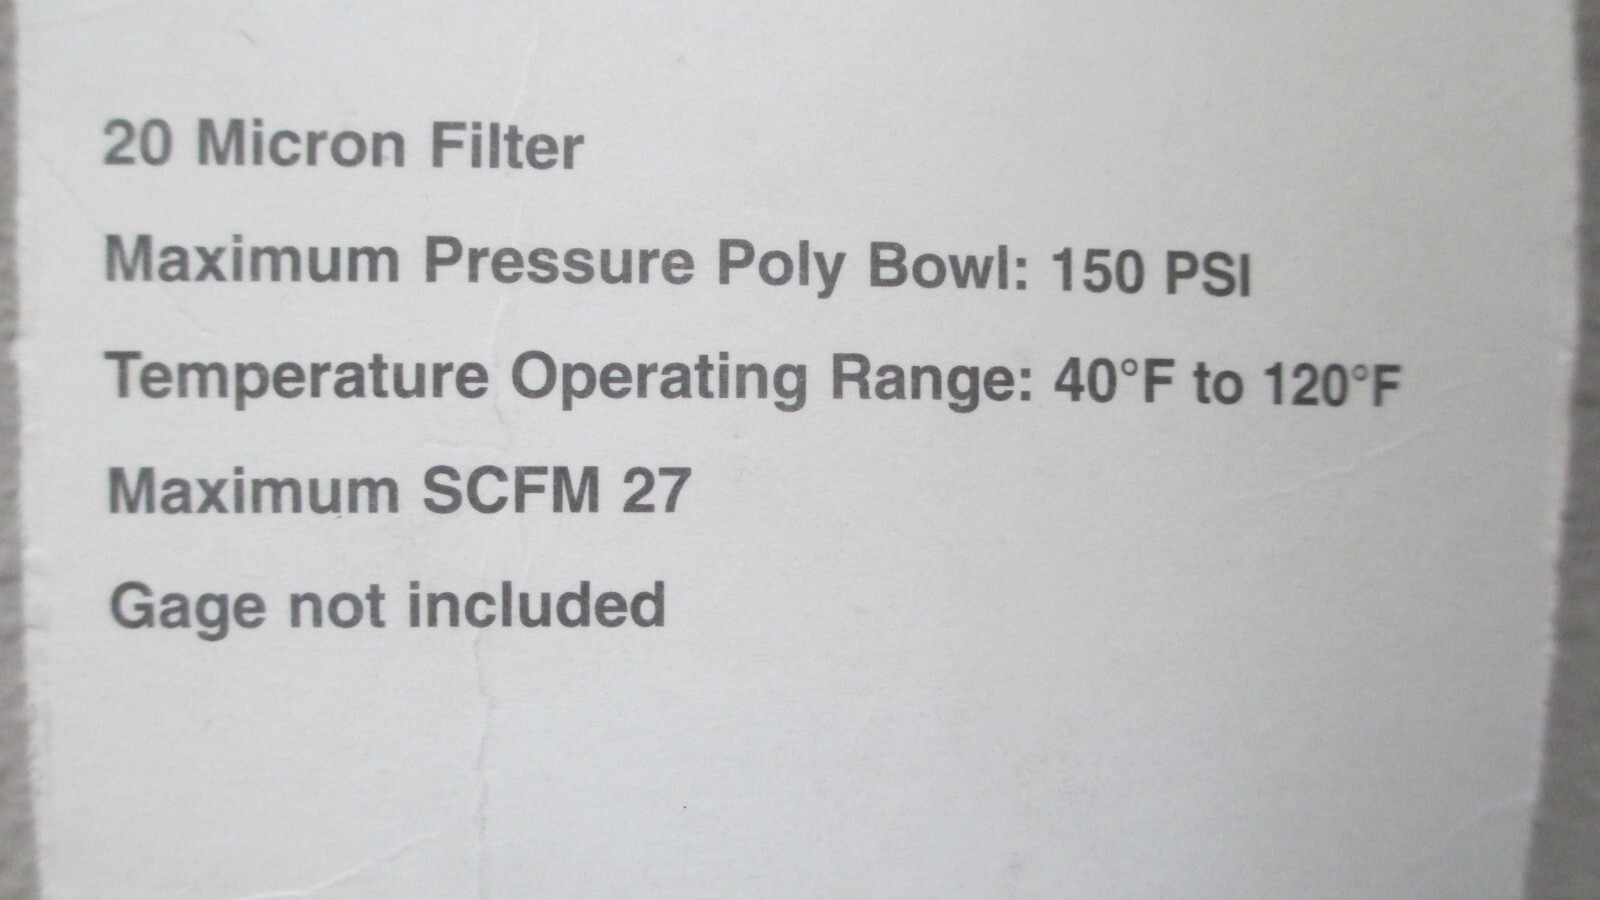 20 Micron Filter
Maximum Pressure Poly Bowl: 150 PSI
Temperature Operating Range: 40°F to 120°F
Maximum SCFM 27
Gage not included